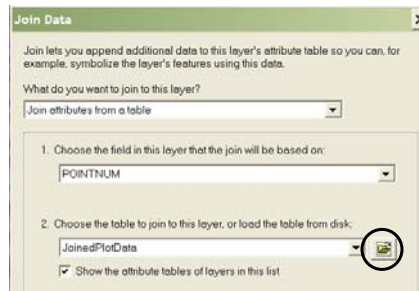 Join Data
Join lets you append additional data to this layer's attribute table so you can, for
example, symbolize the layer's features using this data.
What do you want to join to this layer?
Join attributes from a table
1. Choose the field in this layer that the join will be based on:
POINTNUM
2. Choose the table to join to this layer, or load the table from disk:
JoinedPlotData
Show the attribute tables of layers in this list